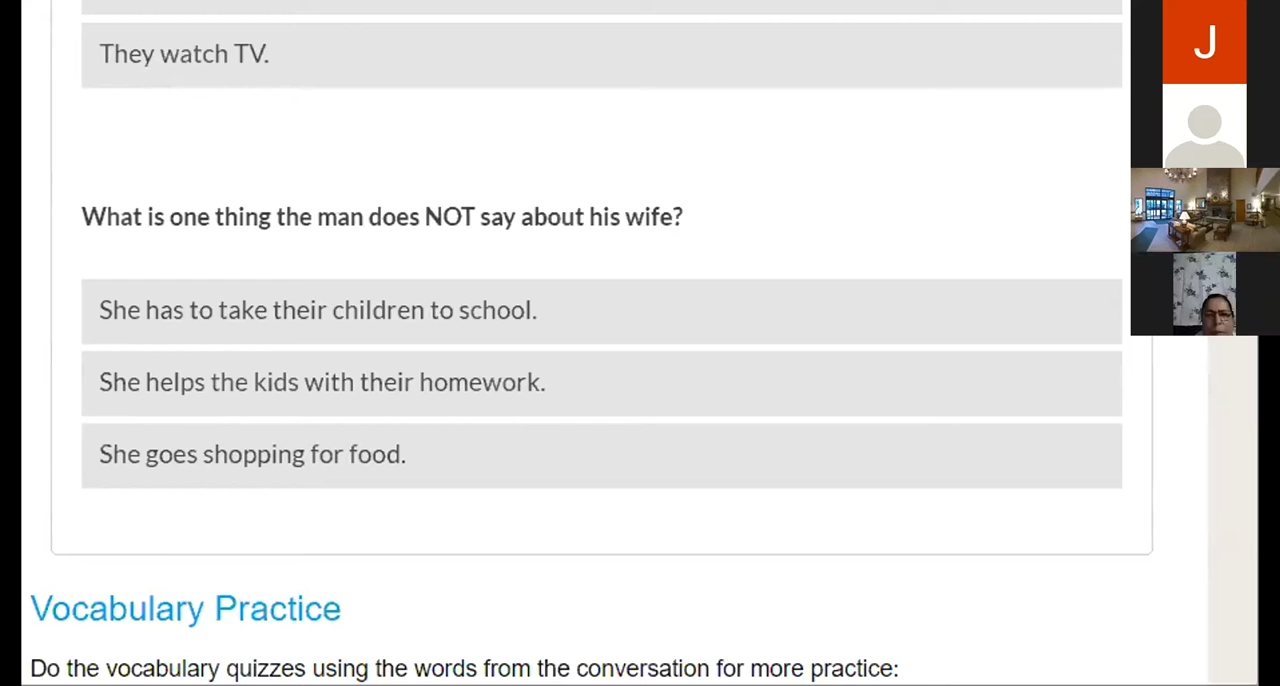 They watch TV.
J
What is one thing the man does NOT say about his wife?
She has to take their children to school.
She helps the kids with their homework.
She goes shopping for food.
Vocabulary Practice
Do the vocabulary quizzes using the words from the conversation for more practice: